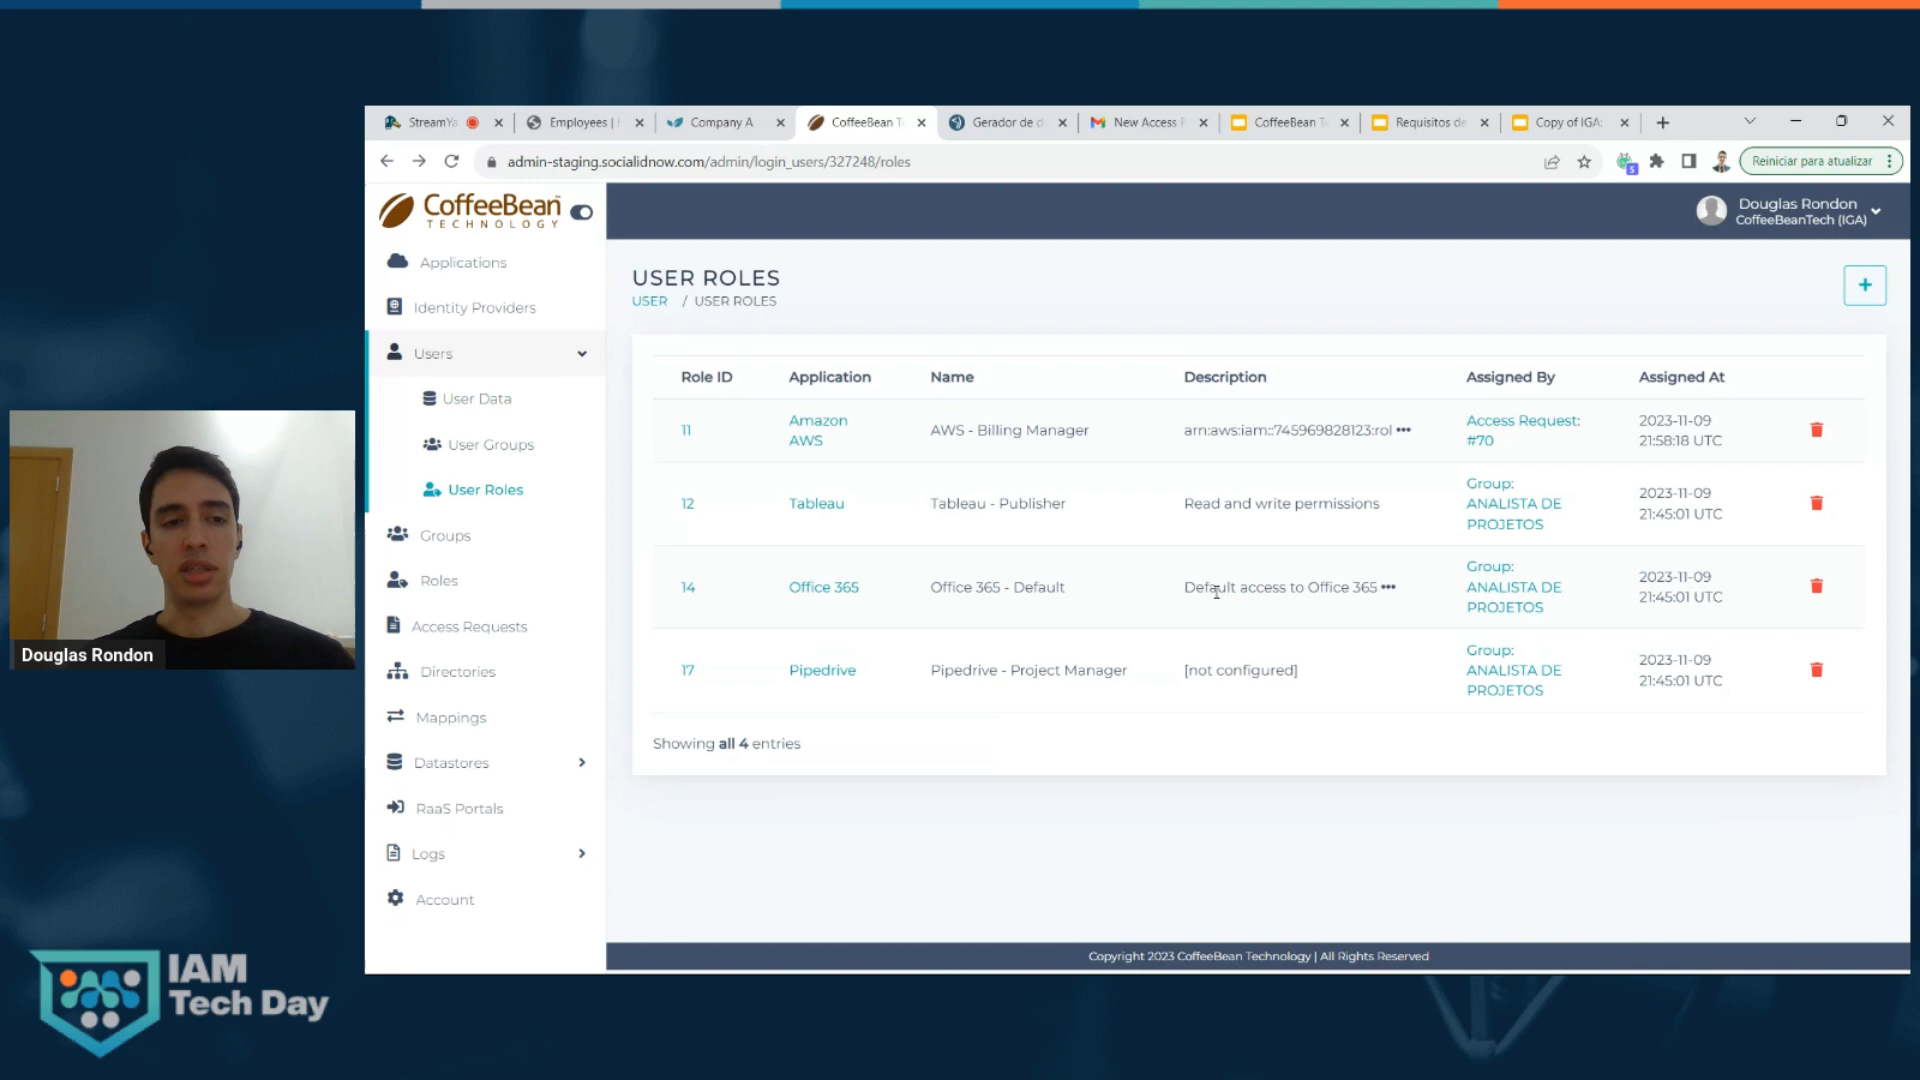 StreamYa
Employees |
Company A
CoffeeBean T
Gerador de d
New Access R
CoffeeBean T
Requisitos de
Copy of IGA:
admin-staging.socialidnow.com/admin/login_users/327248/roles
5
Reiniciar para atualizar
CoffeeBean™
TECHNOLOGY
Douglas Rondon
CoffeeBeanTech (IGA)
Applications
Identity Providers
Users
User Data
User Groups
User Roles
Groups
Roles
Access Requests
Directories
Mappings
Datastores
RaaS Portals
Logs
Account
USER ROLES
USER / USER ROLES
+
Role ID Application Name Description Assigned By Assigned At
11 Amazon AWS AWS - Billing Manager arn:aws:iam::745969828123:rol ••• Access Request: #70 2023-11-09 21:58:18 UTC
12 Tableau Tableau - Publisher Read and write permissions Group: ANALISTA DE PROJETOS 2023-11-09 21:45:01 UTC
14 Office 365 Office 365 - Default Default access to Office 365 ••• Group: ANALISTA DE PROJETOS 2023-11-09 21:45:01 UTC
17 Pipedrive Pipedrive - Project Manager [not configured] Group: ANALISTA DE PROJETOS 2023-11-09 21:45:01 UTC
Showing all 4 entries
Copyright 2023 CoffeeBean Technology | All Rights Reserved
Douglas Rondon
IAM
Tech Day